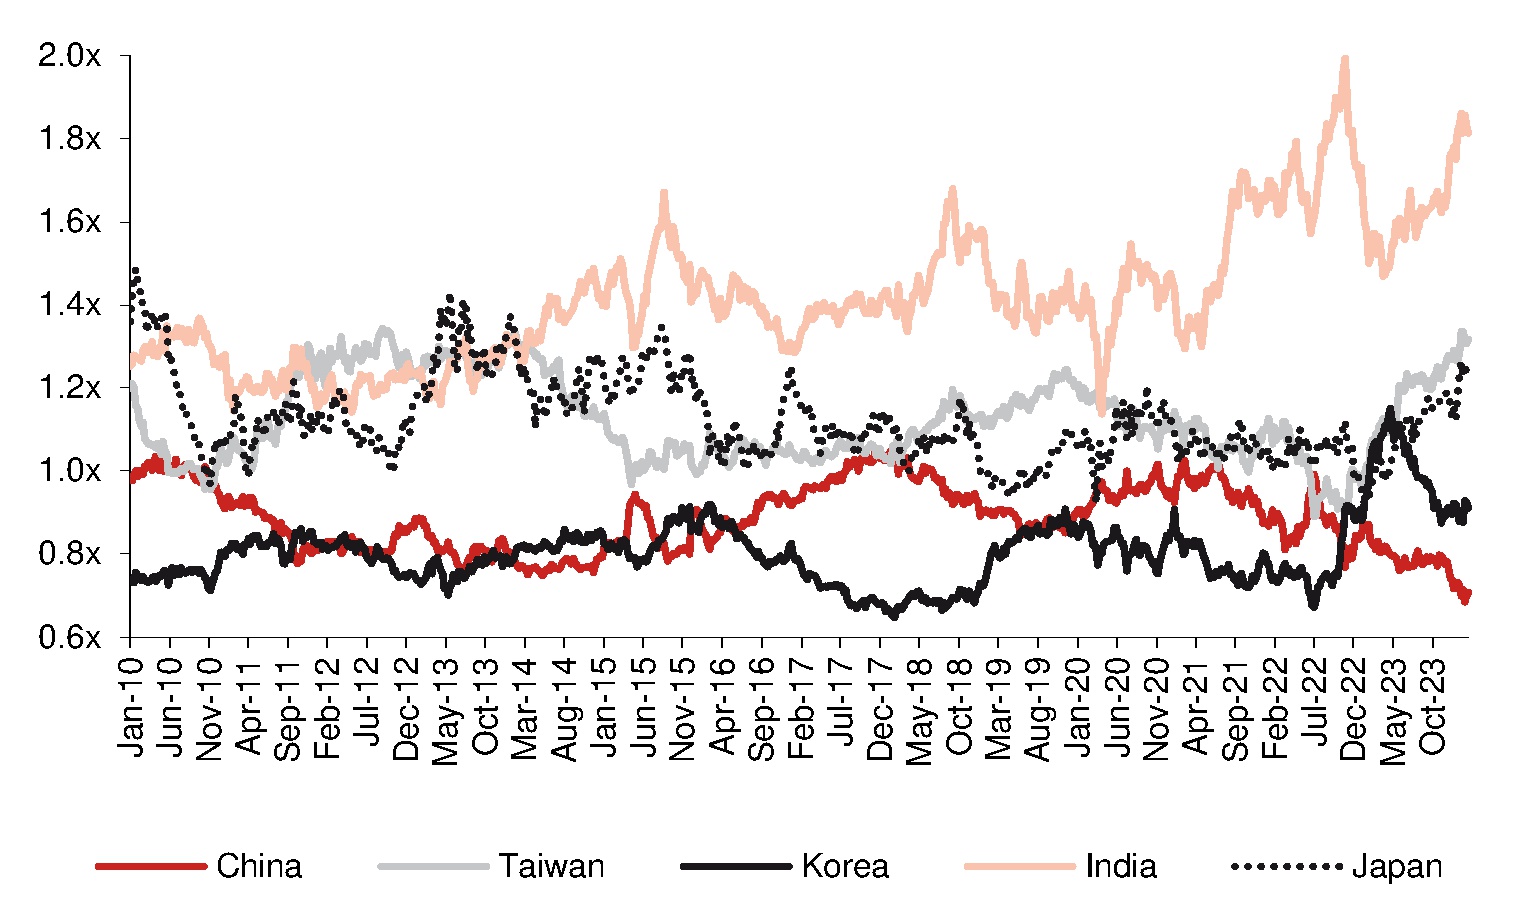 2.0x
1.8x
1.6x
1.4x
1.2x
1.0x
0.8x
0.6x
Jan-10
Jun-10
Nov-10
Apr-11
Sep-11
Feb-12
Jul-12
Dec-12
May-13
Oct-13
Mar-14
Aug-14
Jan-15
Jun-15
Nov-15
Apr-16
Sep-16
Feb-17
Jul-17
Dec-17
May-18
Oct-18
Mar-19
Aug-19
Jan-20
Jun-20
Nov-20
Apr-21
Sep-21
Feb-22
Jul-22
Dec-22
May-23
Oct-23
China
Taiwan
Korea
India
Japan